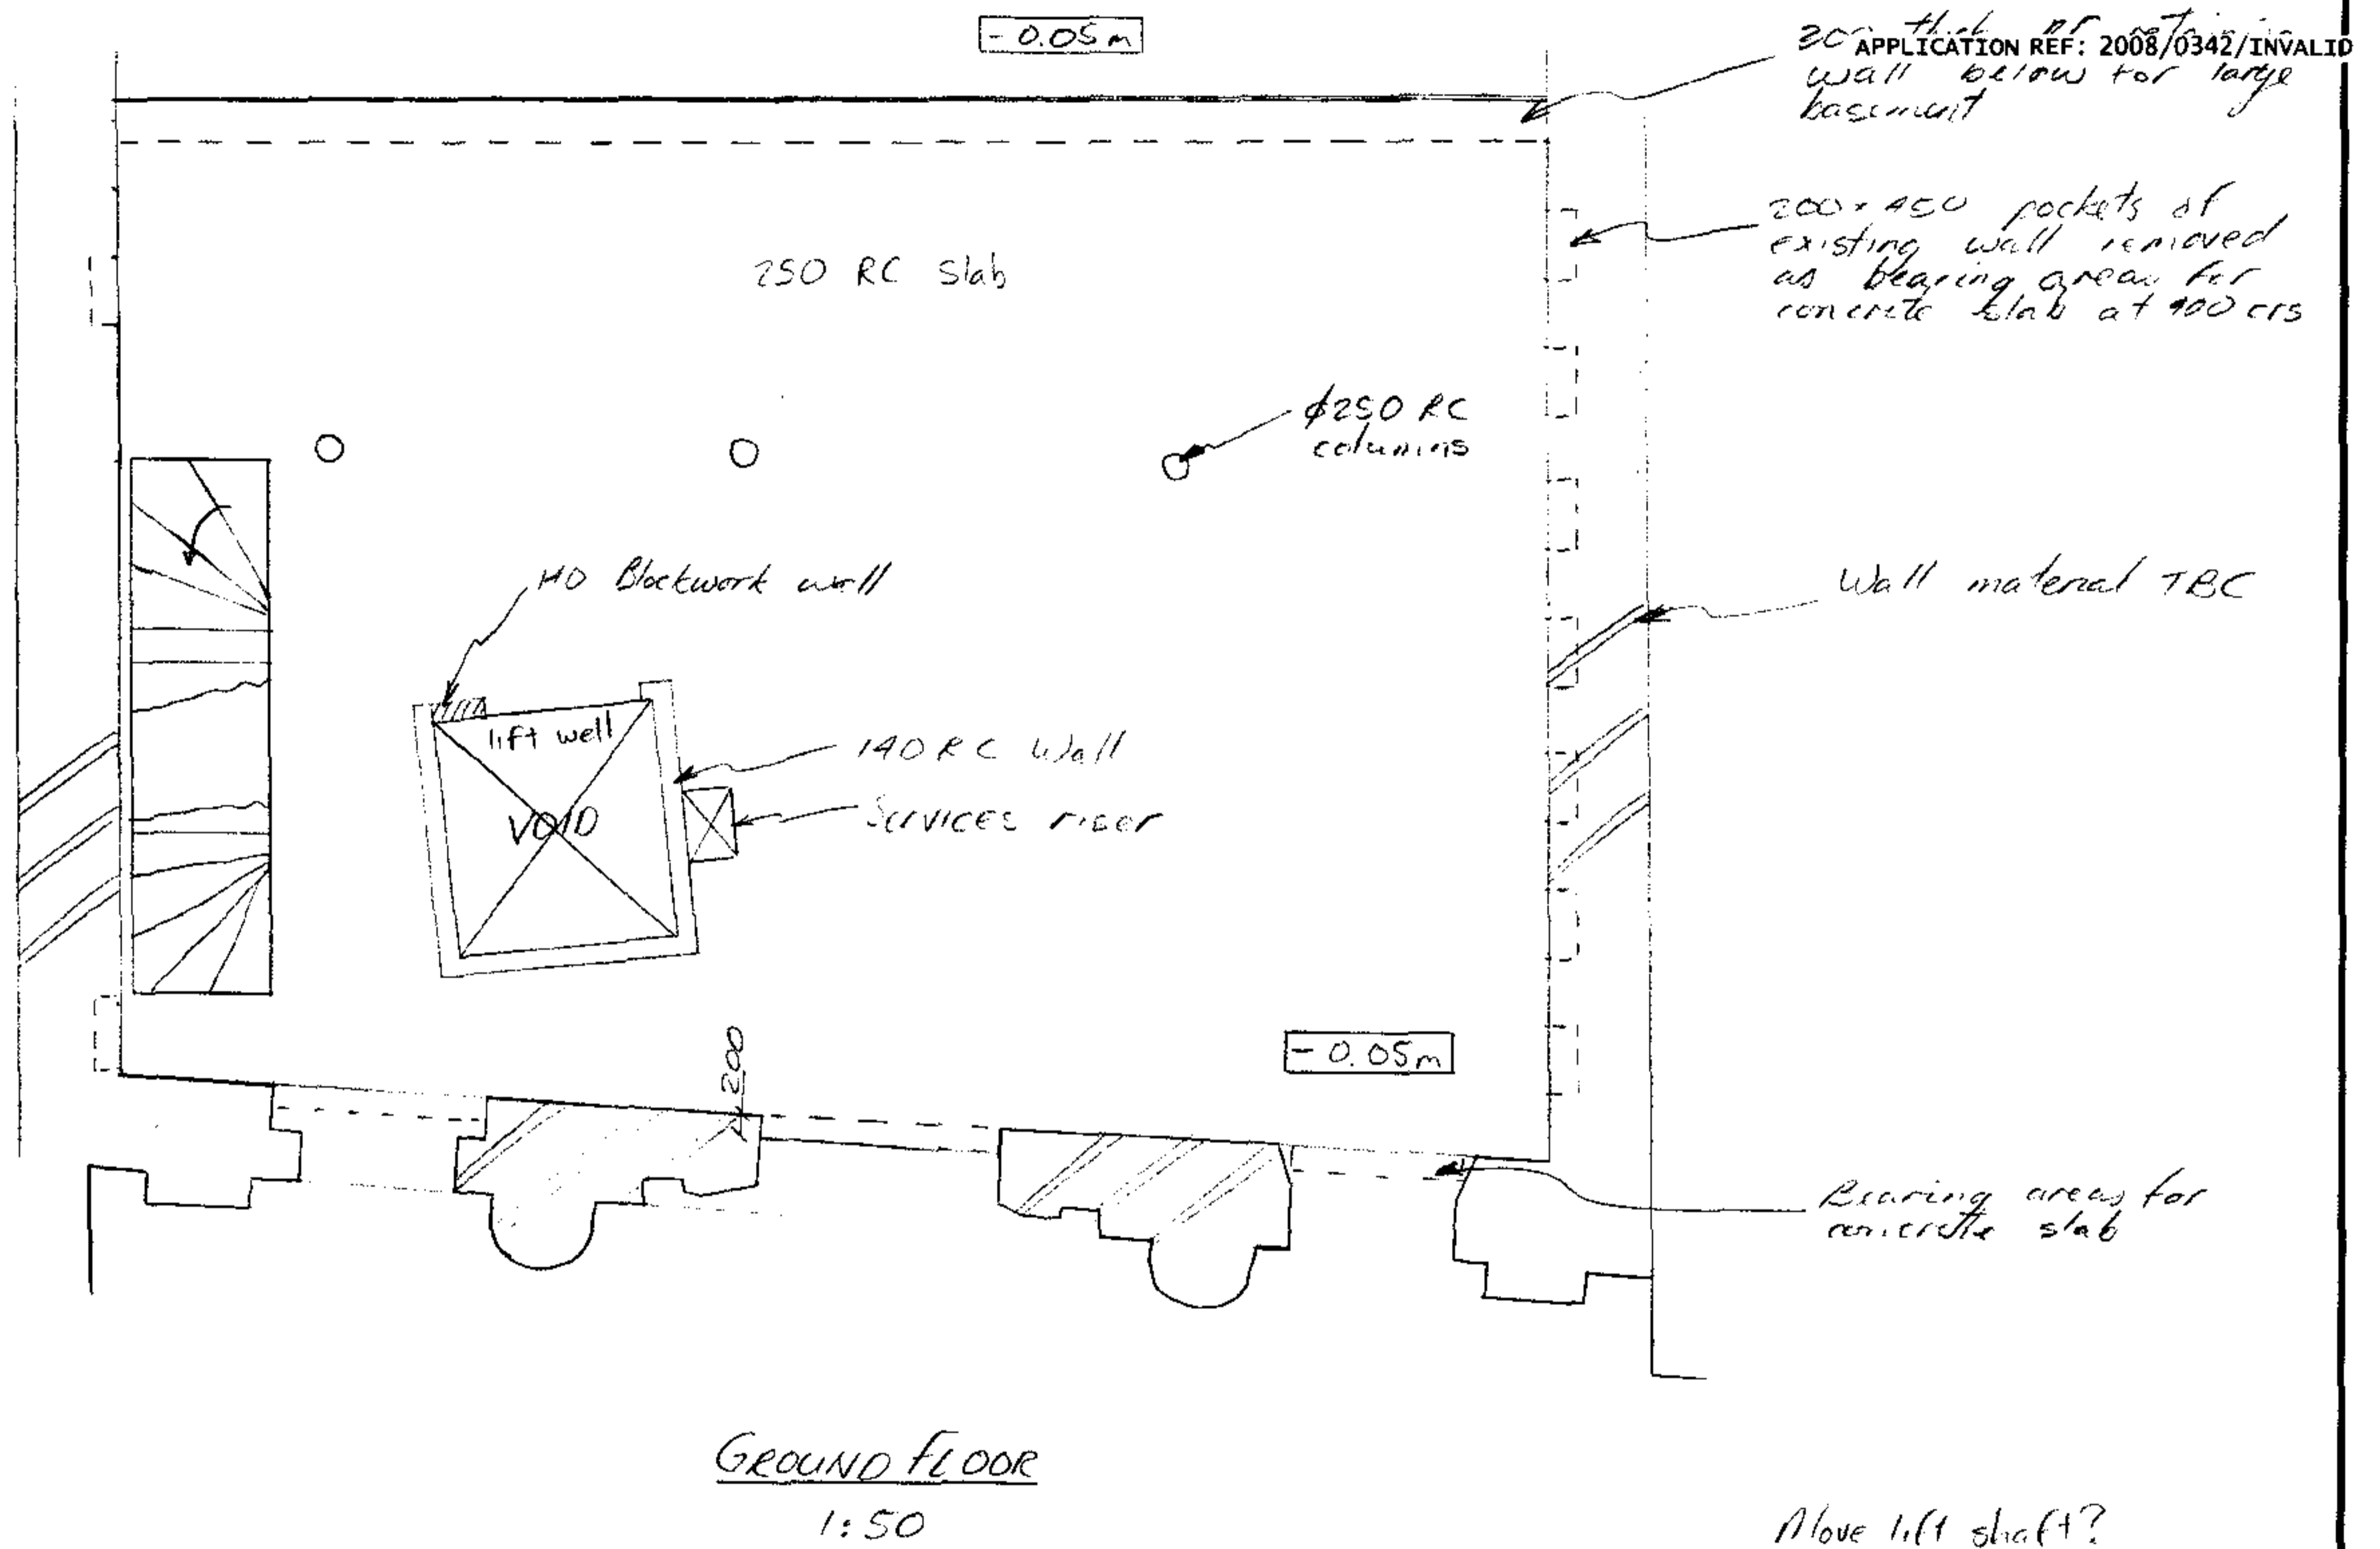 - 0.05m
APPLICATION REF: 2008/0342/INVALID
wall below for large
basement
200 x 450 pockets of
existing wall removed
as bearing areas for
concrete slab at 900 crs
250 RC Slab
ϕ250 RC
columns
140 Blockwork wall
Wall material TBC
lift well
140 RC Wall
VOID
Services riser
200
- 0.05m
Bearing areas for
concrete slab
GROUND FLOOR
1:50
Move lift shaft?